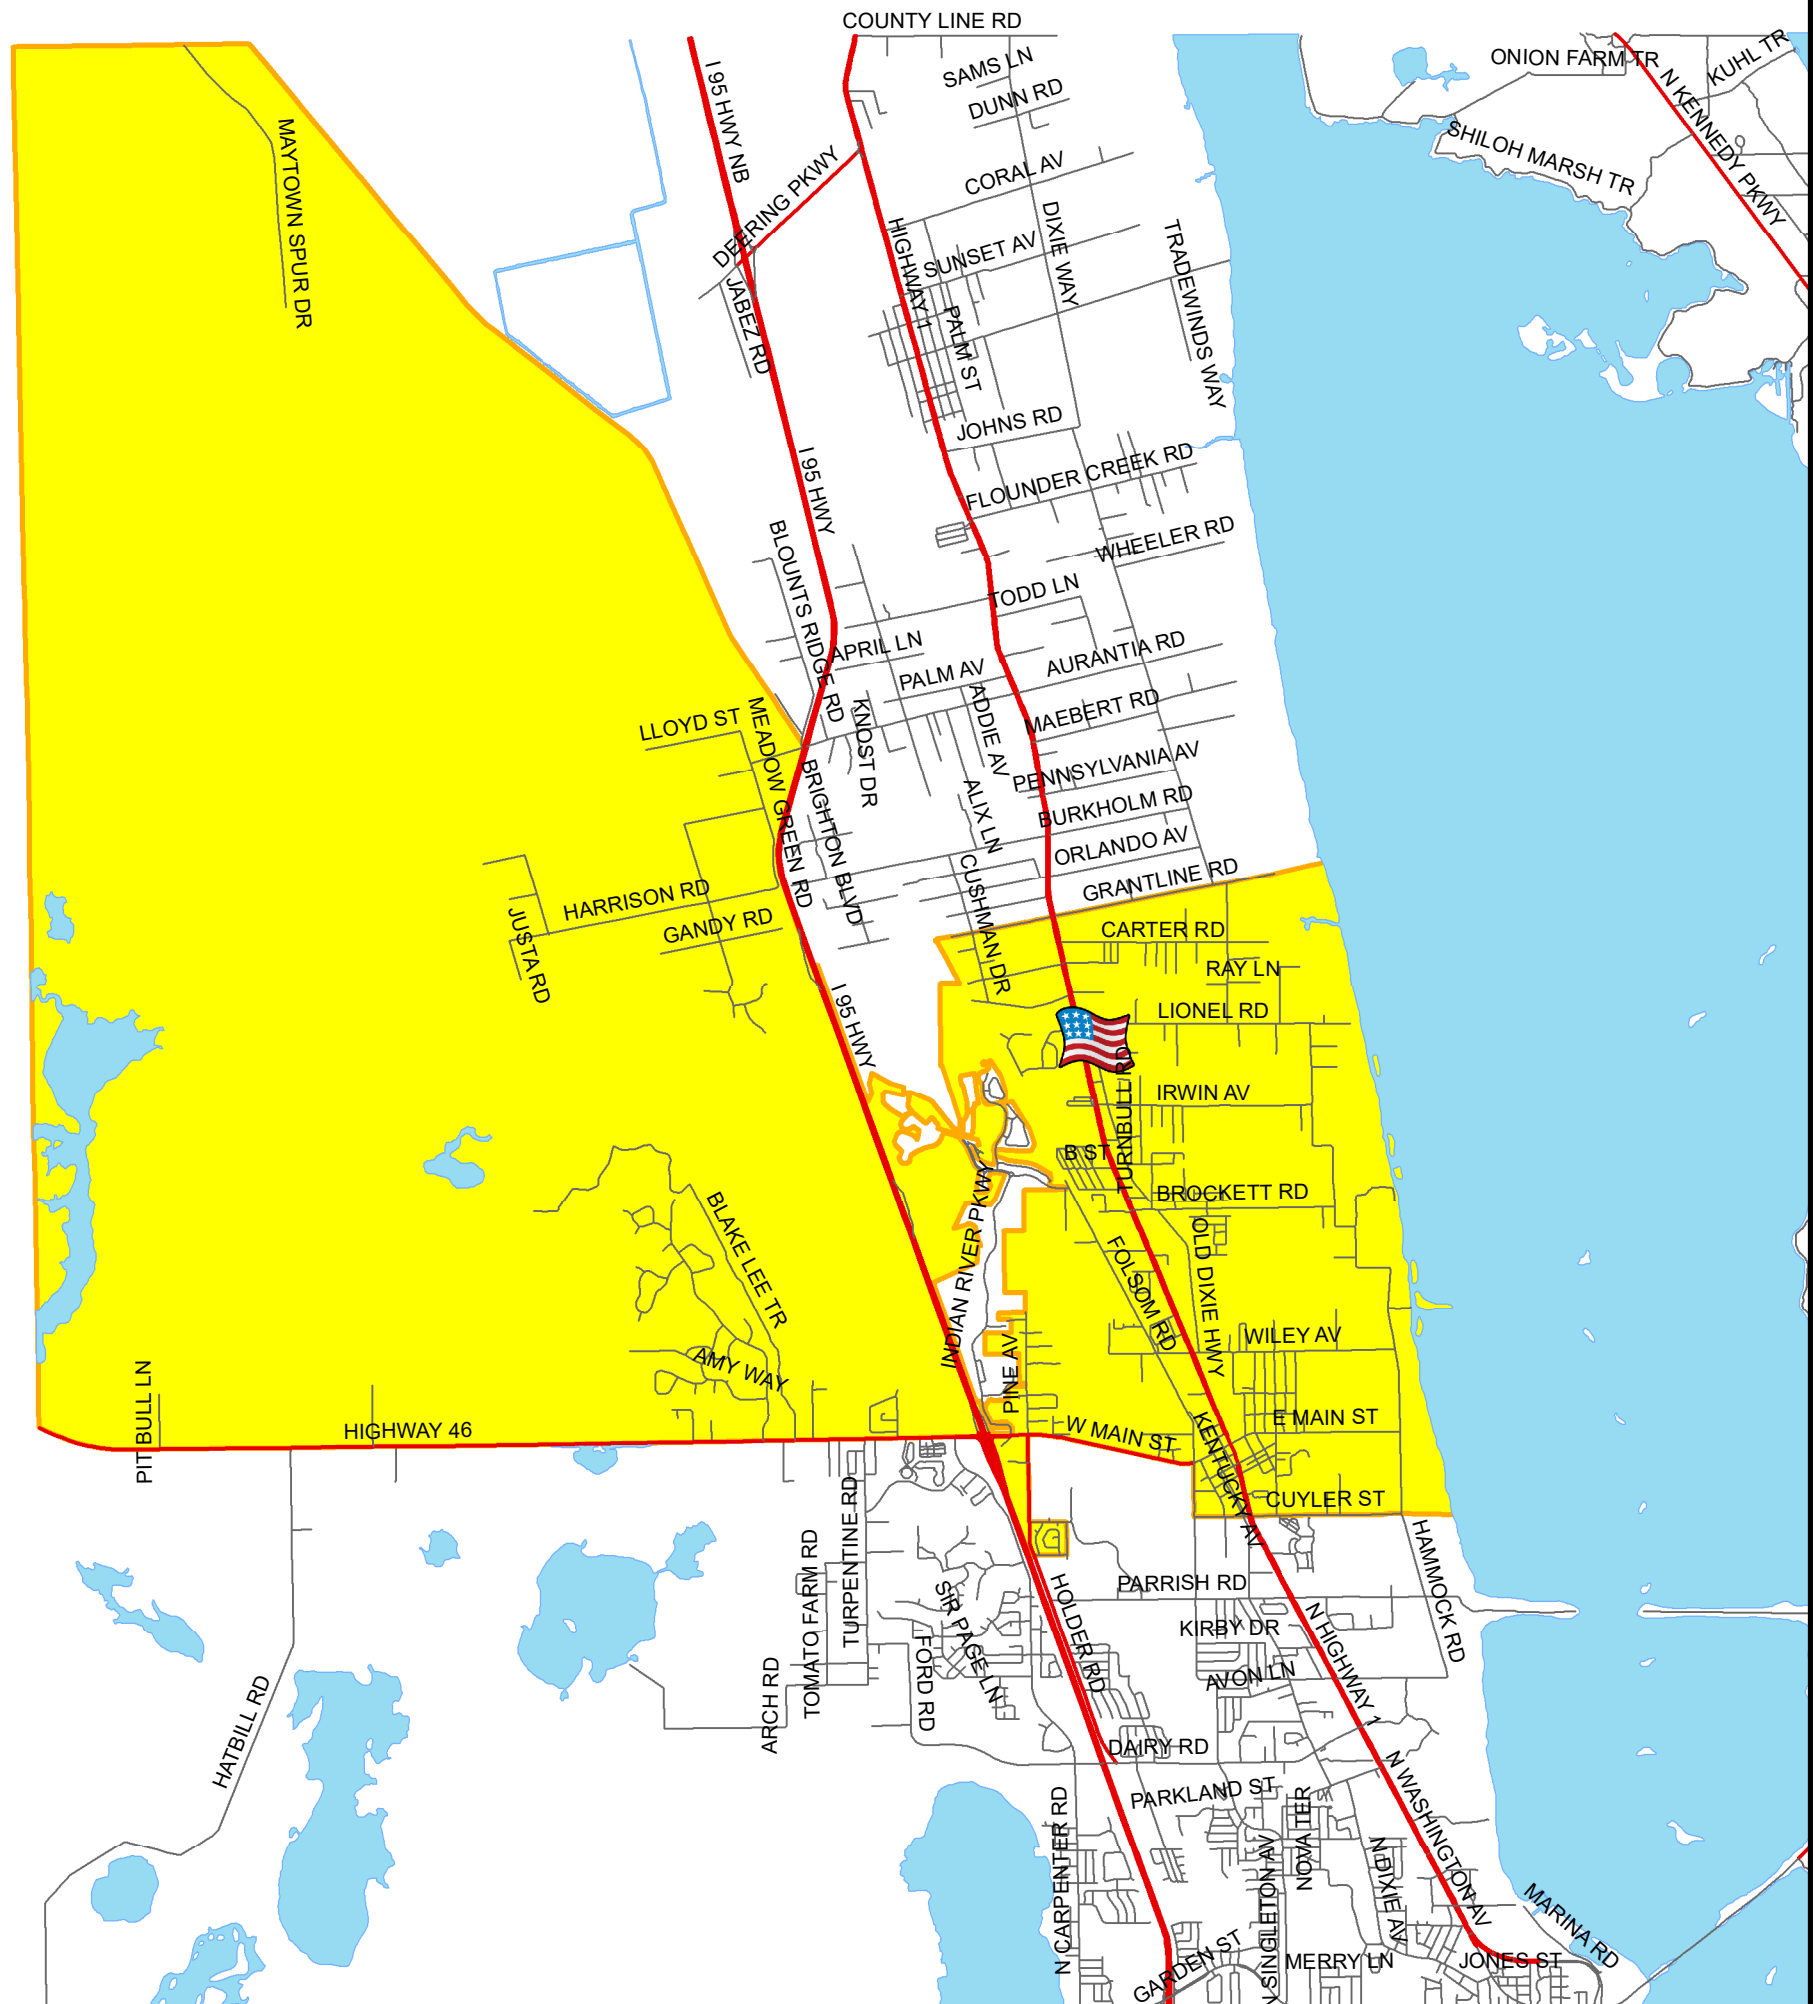 COUNTY LINE RD
SAMS LN
DUNN RD
ONION FARM TR
KUHL TR
N KENNEDY PKWY
SHILOH MARSH TR
I 95 HWY NB
MAYTOWN SPUR DR
DEERING PKWY
CORAL AV
HIGHWAY 1
SUNSET AV
DIXIE WAY
TRADEWINDS WAY
JABEZ RD
PALM ST
JOHNS RD
I 95 HWY
FLOUNDER CREEK RD
BLOUNTS RIDGE RD
WHEELER RD
TODD LN
APRIL LN
AURANTIA RD
PALM AV
ADDIE AV
LLOYD ST
MEADOW GREEN RD
KNOST DR
MAEBERT RD
BRIGHTON BLVD
PENNSYLVANIA AV
ALIX LN
BURKHOLM RD
ORLANDO AV
CUSHMAN DR
GRANTLINE RD
HARRISON RD
JUSTA RD
GANDY RD
CARTER RD
RAY LN
I 95 HWY
LIONEL RD
TURNBULL RD
IRWIN AV
B ST
INDIAN RIVER PKWY
BROCKETT RD
BLAKE LEE TR
FOLSOM RD
OLD DIXIE HWY
WILEY AV
AMY WAY
PINE AV
PITBULL LN
HIGHWAY 46
W MAIN ST
KENTUCKY AV
E MAIN ST
CUYLER ST
TURPENTINE RD
TOMATO FARM RD
HAMMOCK RD
SIR PAGE LN
HOLDER RD
PARRISH RD
KIRBY DR
N HIGHWAY 1
FORD RD
ARCH RD
HATBILL RD
AVON LN
DAIRY RD
N WASHINGTON AV
PARKLAND ST
N CARPENTER RD
NOVA TER
N SINGLETON AV
N DIXIE AV
MARINA RD
GARDEN ST
MERRY LN
JONES ST